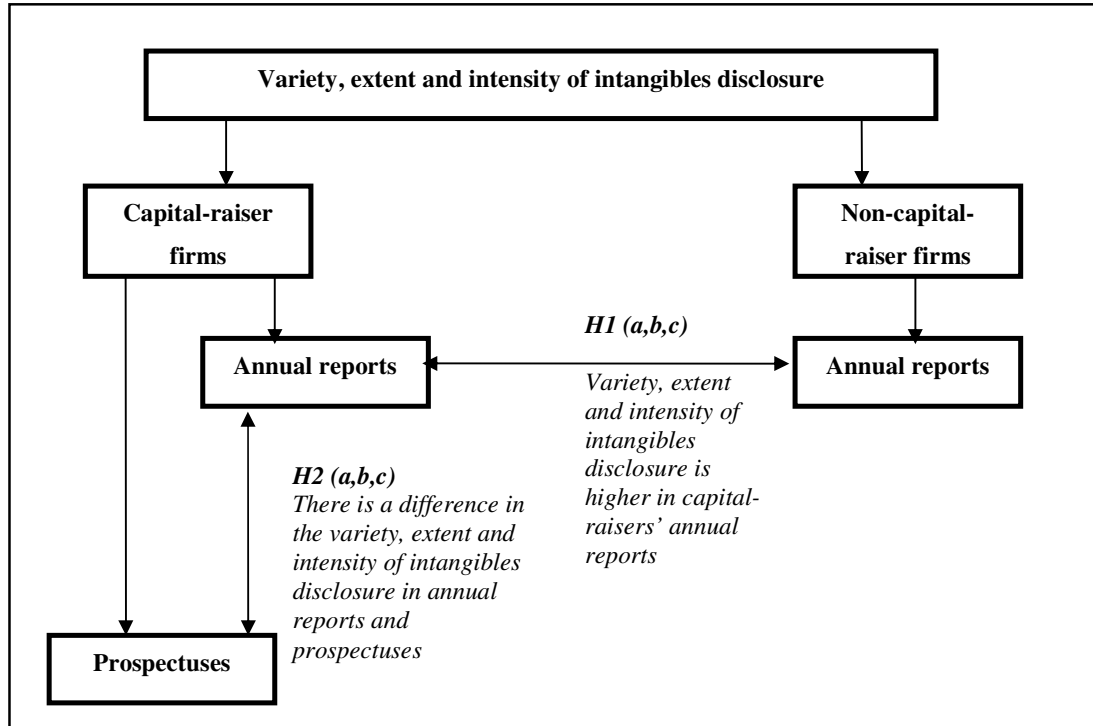 Variety, extent and intensity of intangibles disclosure
Capital-raiser
firms
Non-capital-
raiser firms
H1 (a,b,c)
Annual reports
Annual reports
Variety, extent
and intensity of
intangibles
disclosure is
higher in capital-
raisers’ annual
reports
H2 (a,b,c)
There is a difference in
the variety, extent and
intensity of intangibles
disclosure in annual
reports and
prospectuses
Prospectuses